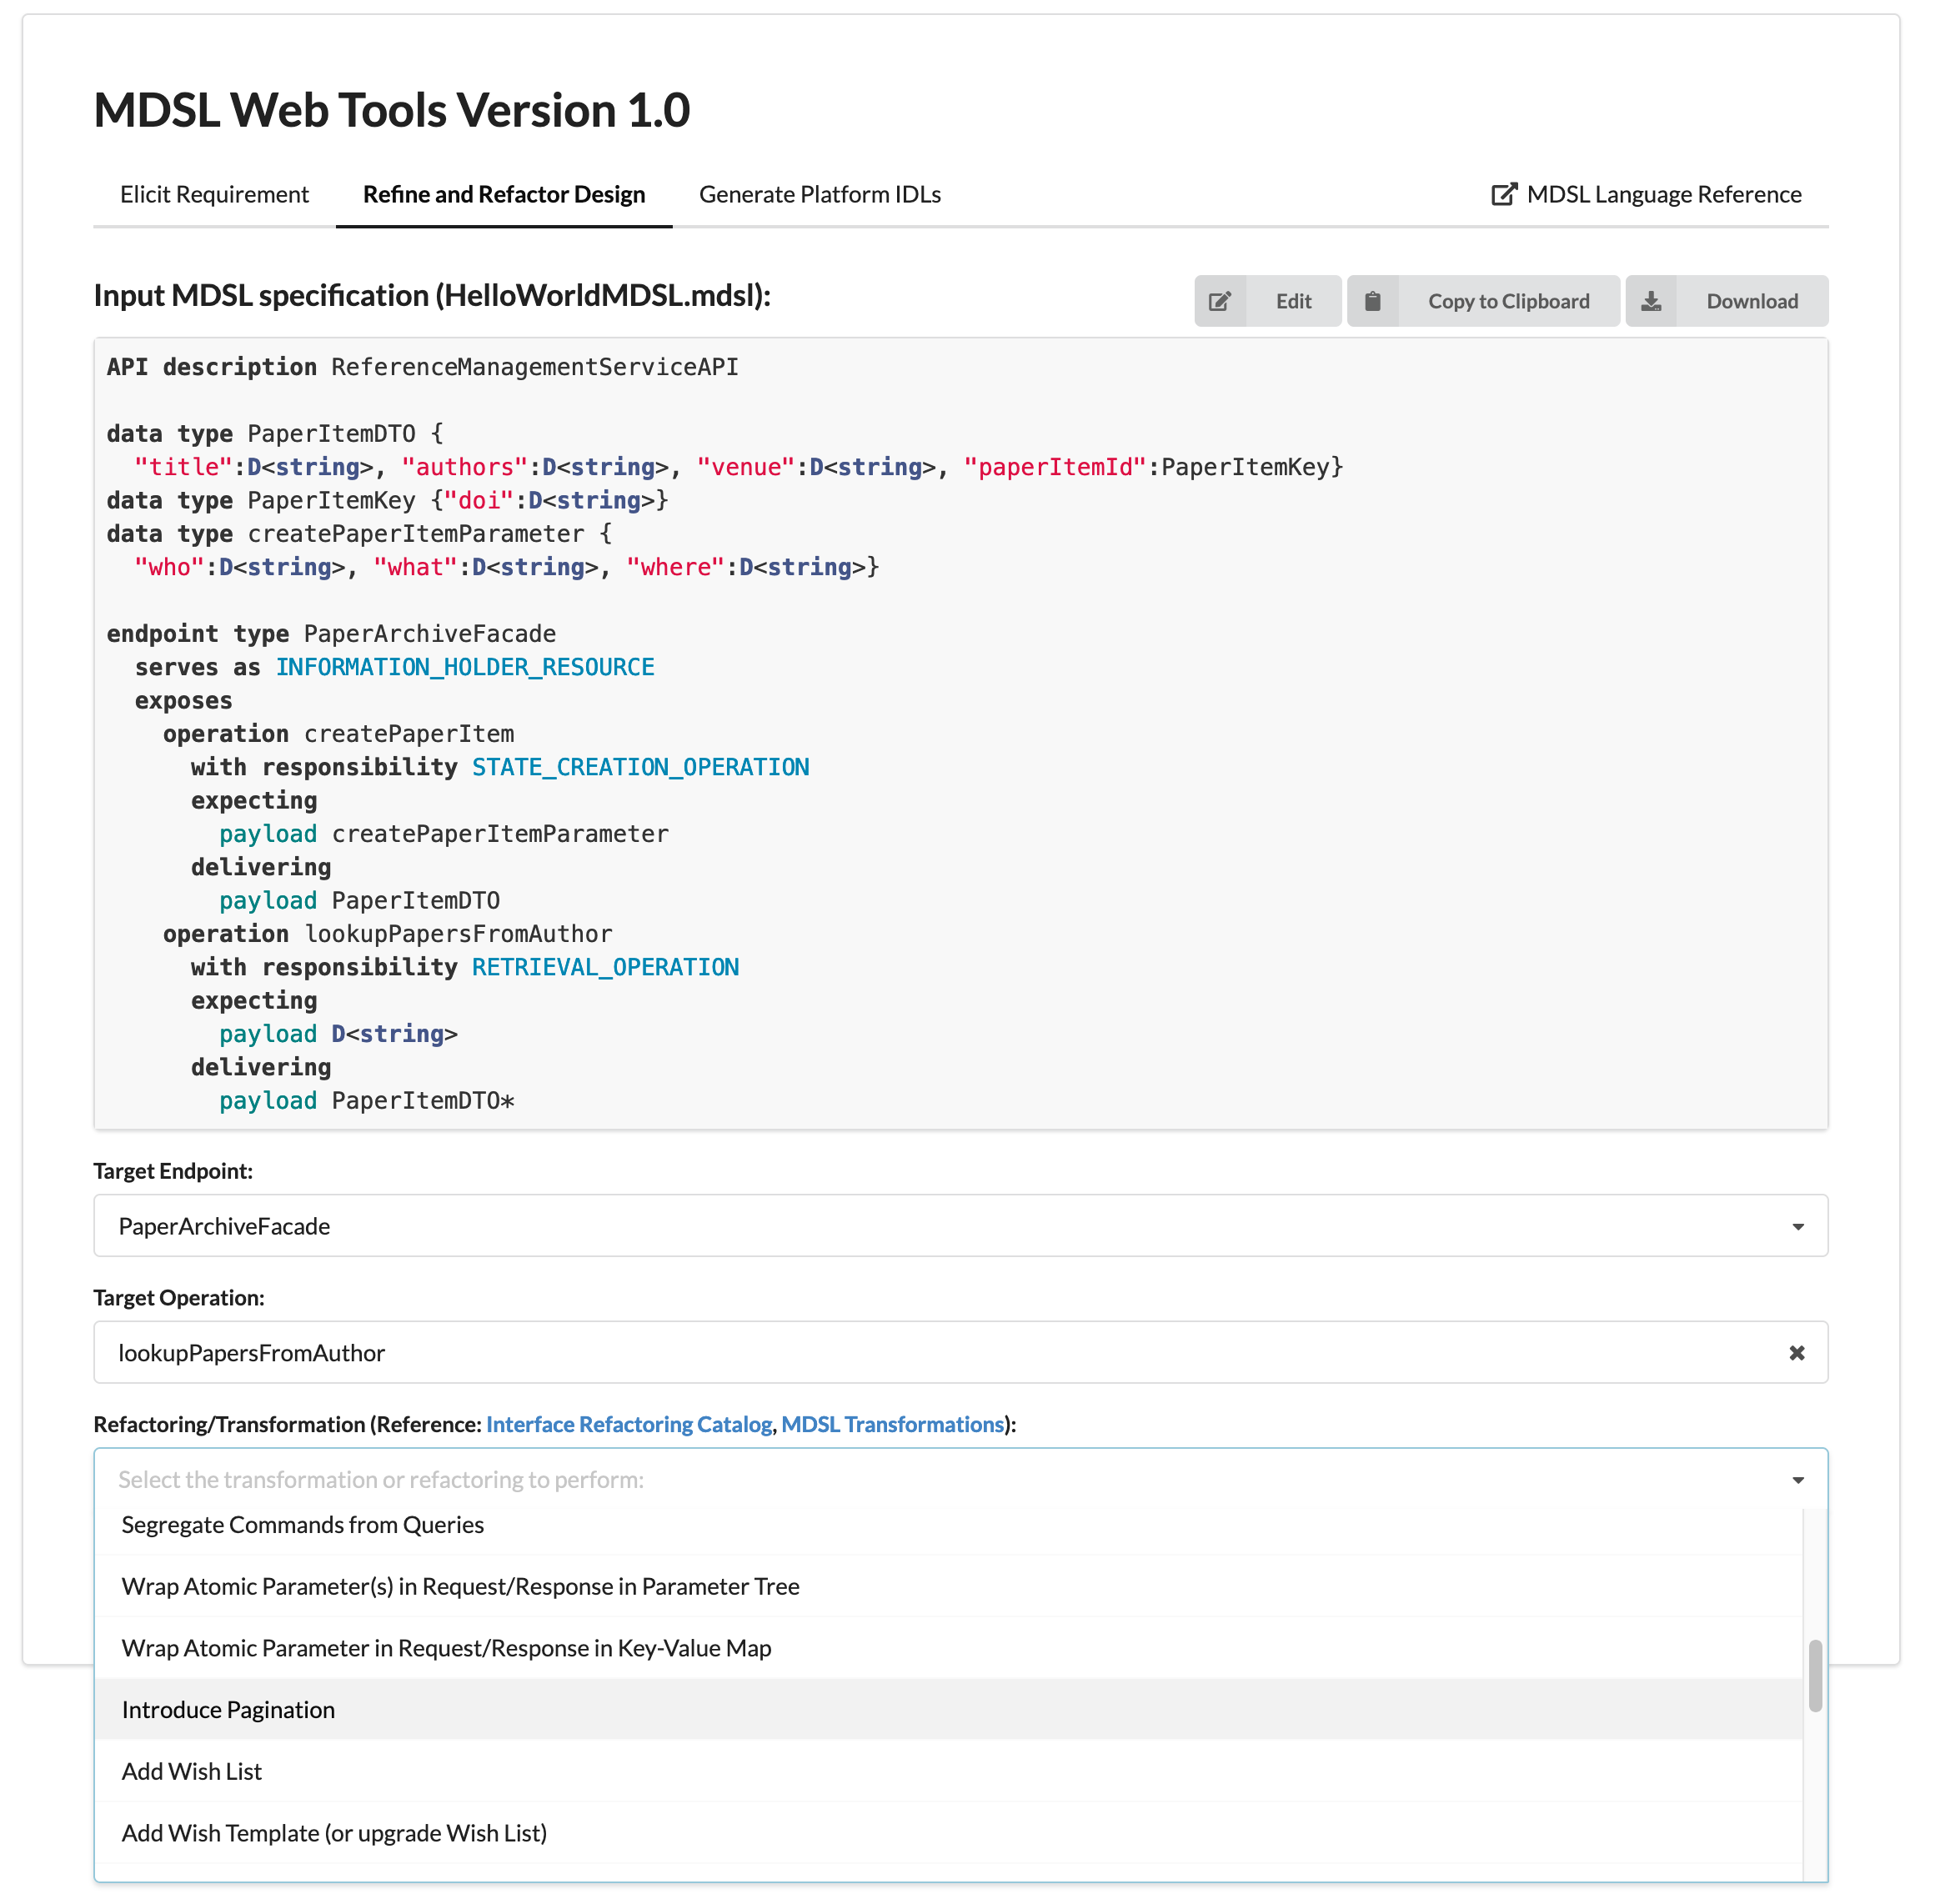 MDSL Web Tools Version 1.0
Elicit Requirement Refine and Refactor Design Generate Platform IDLs MDSL Language Reference
Input MDSL specification (HelloWorldMDSL.mdsl): Edit Copy to Clipboard Download
API description ReferenceManagementServiceAPI
data type PaperItemDTO {
"title":D<string>, "authors":D<string>, "venue":D<string>, "paperItemId":PaperItemKey}
data type PaperItemKey {"doi":D<string>}
data type createPaperItemParameter {
"who":D<string>, "what":D<string>, "where":D<string>}
endpoint type PaperArchiveFacade
serves as INFORMATION_HOLDER_RESOURCE
exposes
operation createPaperItem
with responsibility STATE_CREATION_OPERATION
expecting
payload createPaperItemParameter
delivering
payload PaperItemDTO
operation lookupPapersFromAuthor
with responsibility RETRIEVAL_OPERATION
expecting
payload D<string>
delivering
payload PaperItemDTO*
Target Endpoint:
PaperArchiveFacade
Target Operation:
lookupPapersFromAuthor
Refactoring/Transformation (Reference: Interface Refactoring Catalog, MDSL Transformations):
Select the transformation or refactoring to perform:
Segregate Commands from Queries
Wrap Atomic Parameter(s) in Request/Response in Parameter Tree
Wrap Atomic Parameter in Request/Response in Key-Value Map
Introduce Pagination
Add Wish List
Add Wish Template (or upgrade Wish List)